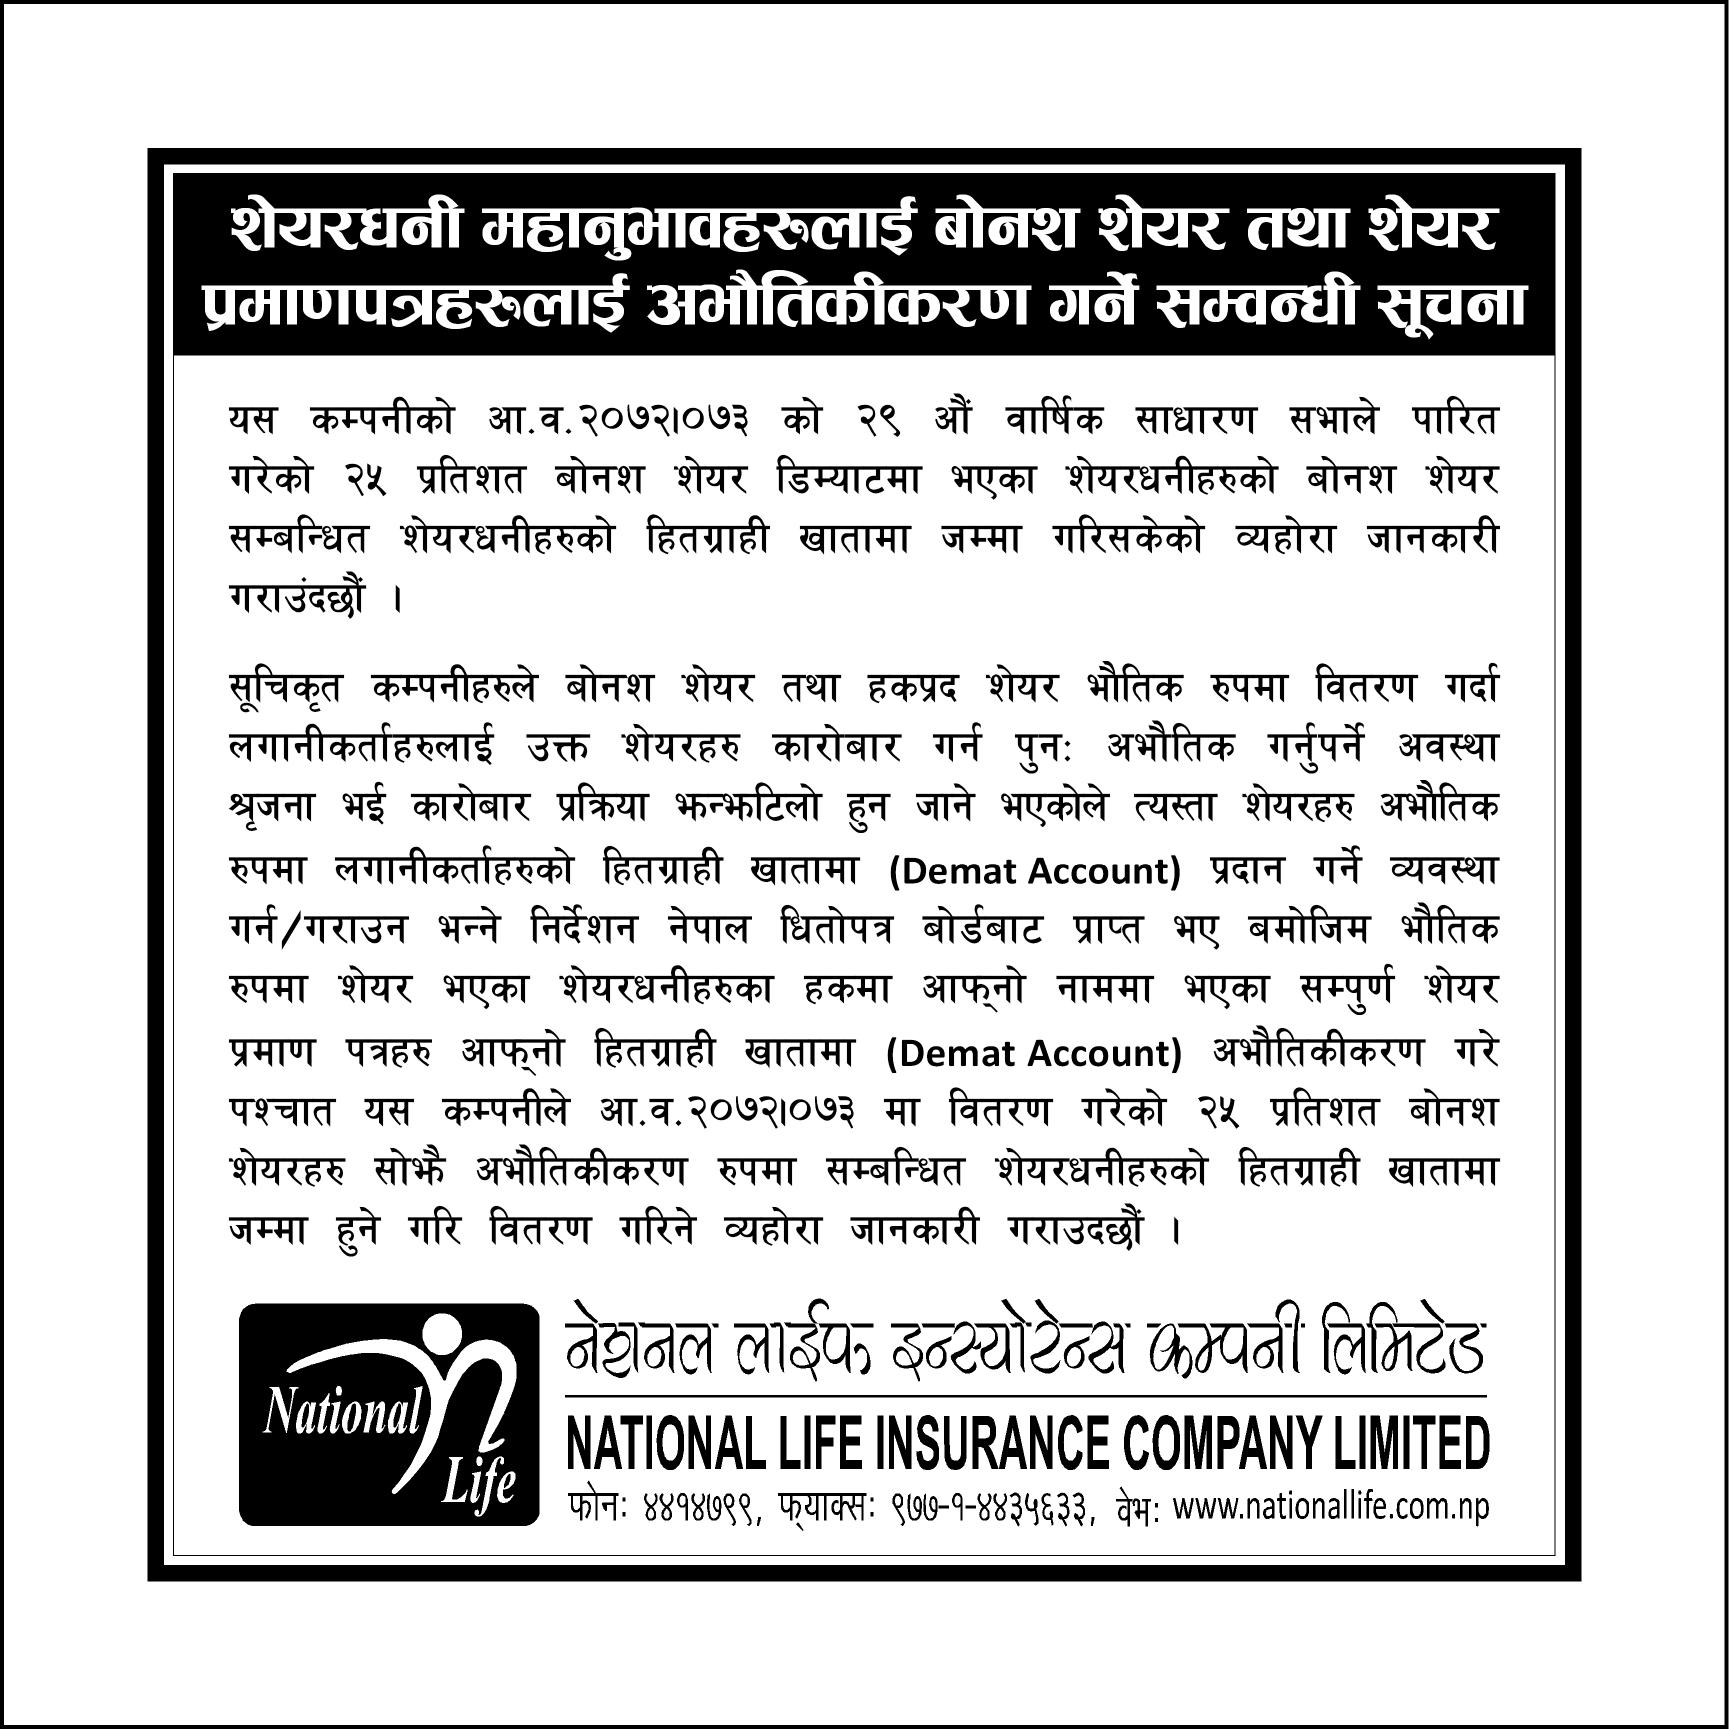 शेयरधनी महानुभावहरुलाई बोनश शेयर तथा शेयर
प्रमाणपत्रहरुलाई अभौतिकीकरण गर्ने सम्वन्धी सूचना
यस कम्पनीको आ.व.२०७२।०७३ को २९ औं वार्षिक साधारण सभाले पारित
गरेको २५ प्रतिशत बोनश शेयर डिम्याटमा भएका शेयरधनीहरुको बोनश शेयर
सम्बन्धित शेयरधनीहरुको हितग्राही खातामा जम्मा गरिसकेको व्यहोरा जानकारी
गराउंदछौं ।
सूचिकृत कम्पनीहरुले बोनश शेयर तथा हकप्रद शेयर भौतिक रुपमा वितरण गर्दा
लगानीकर्ताहरुलाई उक्त शेयरहरु कारोबार गर्न पुनः अभौतिक गर्नुपर्ने अवस्था
श्रृजना भई कारोबार प्रक्रिया झन्झटिलो हुन जाने भएकोले त्यस्ता शेयरहरु अभौतिक
रुपमा लगानीकर्ताहरुको हितग्राही खातामा (Demat Account) प्रदान गर्ने व्यवस्था
गर्न/गराउन भन्ने निर्देशन नेपाल धितोपत्र बोर्डबाट प्राप्त भए बमोजिम भौतिक
रुपमा शेयर भएका शेयरधनीहरुका हकमा आफ्नो नाममा भएका सम्पुर्ण शेयर
प्रमाण पत्रहरु आफ्नो हितग्राही खातामा (Demat Account) अभौतिकीकरण गरे
पश्चात यस कम्पनीले आ.व.२०७२।०७३ मा वितरण गरेको २५ प्रतिशत बोनश
शेयरहरु सोझै अभौतिकीकरण रुपमा सम्बन्धित शेयरधनीहरुको हितग्राही खातामा
जम्मा हुने गरि वितरण गरिने व्यहोरा जानकारी गराउदछौं ।
National
Life
नेशनल लाईफ इन्स्योरेन्स कम्पनी लिमिटेड
NATIONAL LIFE INSURANCE COMPANY LIMITED
फोनः ४४१४७९९, फ्याक्सः ९७७-१-४४३५६३३, वेभः www.nationallife.com.np